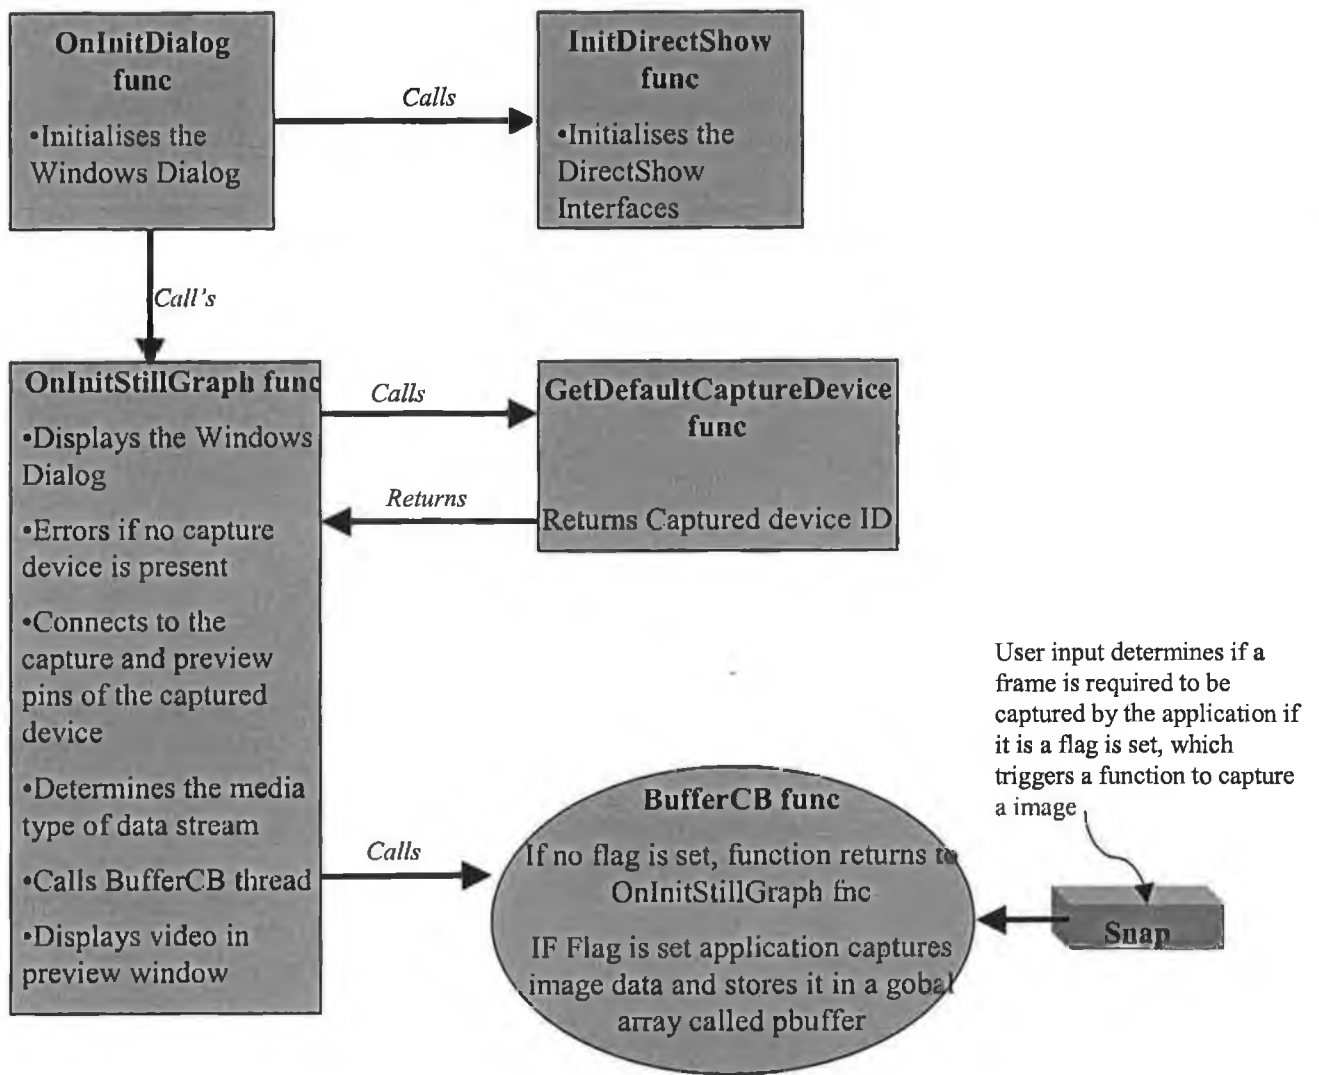 OnInitDialog
func
•Initialises the
Windows Dialog
Calls
InitDirectShow
func
•Initialises the
DirectShow
Interfaces
Call's
OnInitStillGraph func
•Displays the Windows
Dialog
•Errors if no capture
device is present
•Connects to the
capture and preview
pins of the captured
device
•Determines the media
type of data stream
•Calls BufferCB thread
•Displays video in
preview window
Calls
Returns
GetDefaultCaptureDevice
func
Returns Captured device ID
Calls
BufferCB func
If no flag is set, function returns to
OnInitStillGraph fnc
IF Flag is set application captures
image data and stores it in a gobal
array called pbuffer
User input determines if a
frame is required to be
captured by the application if
it is a flag is set, which
triggers a function to capture
a image
Snap